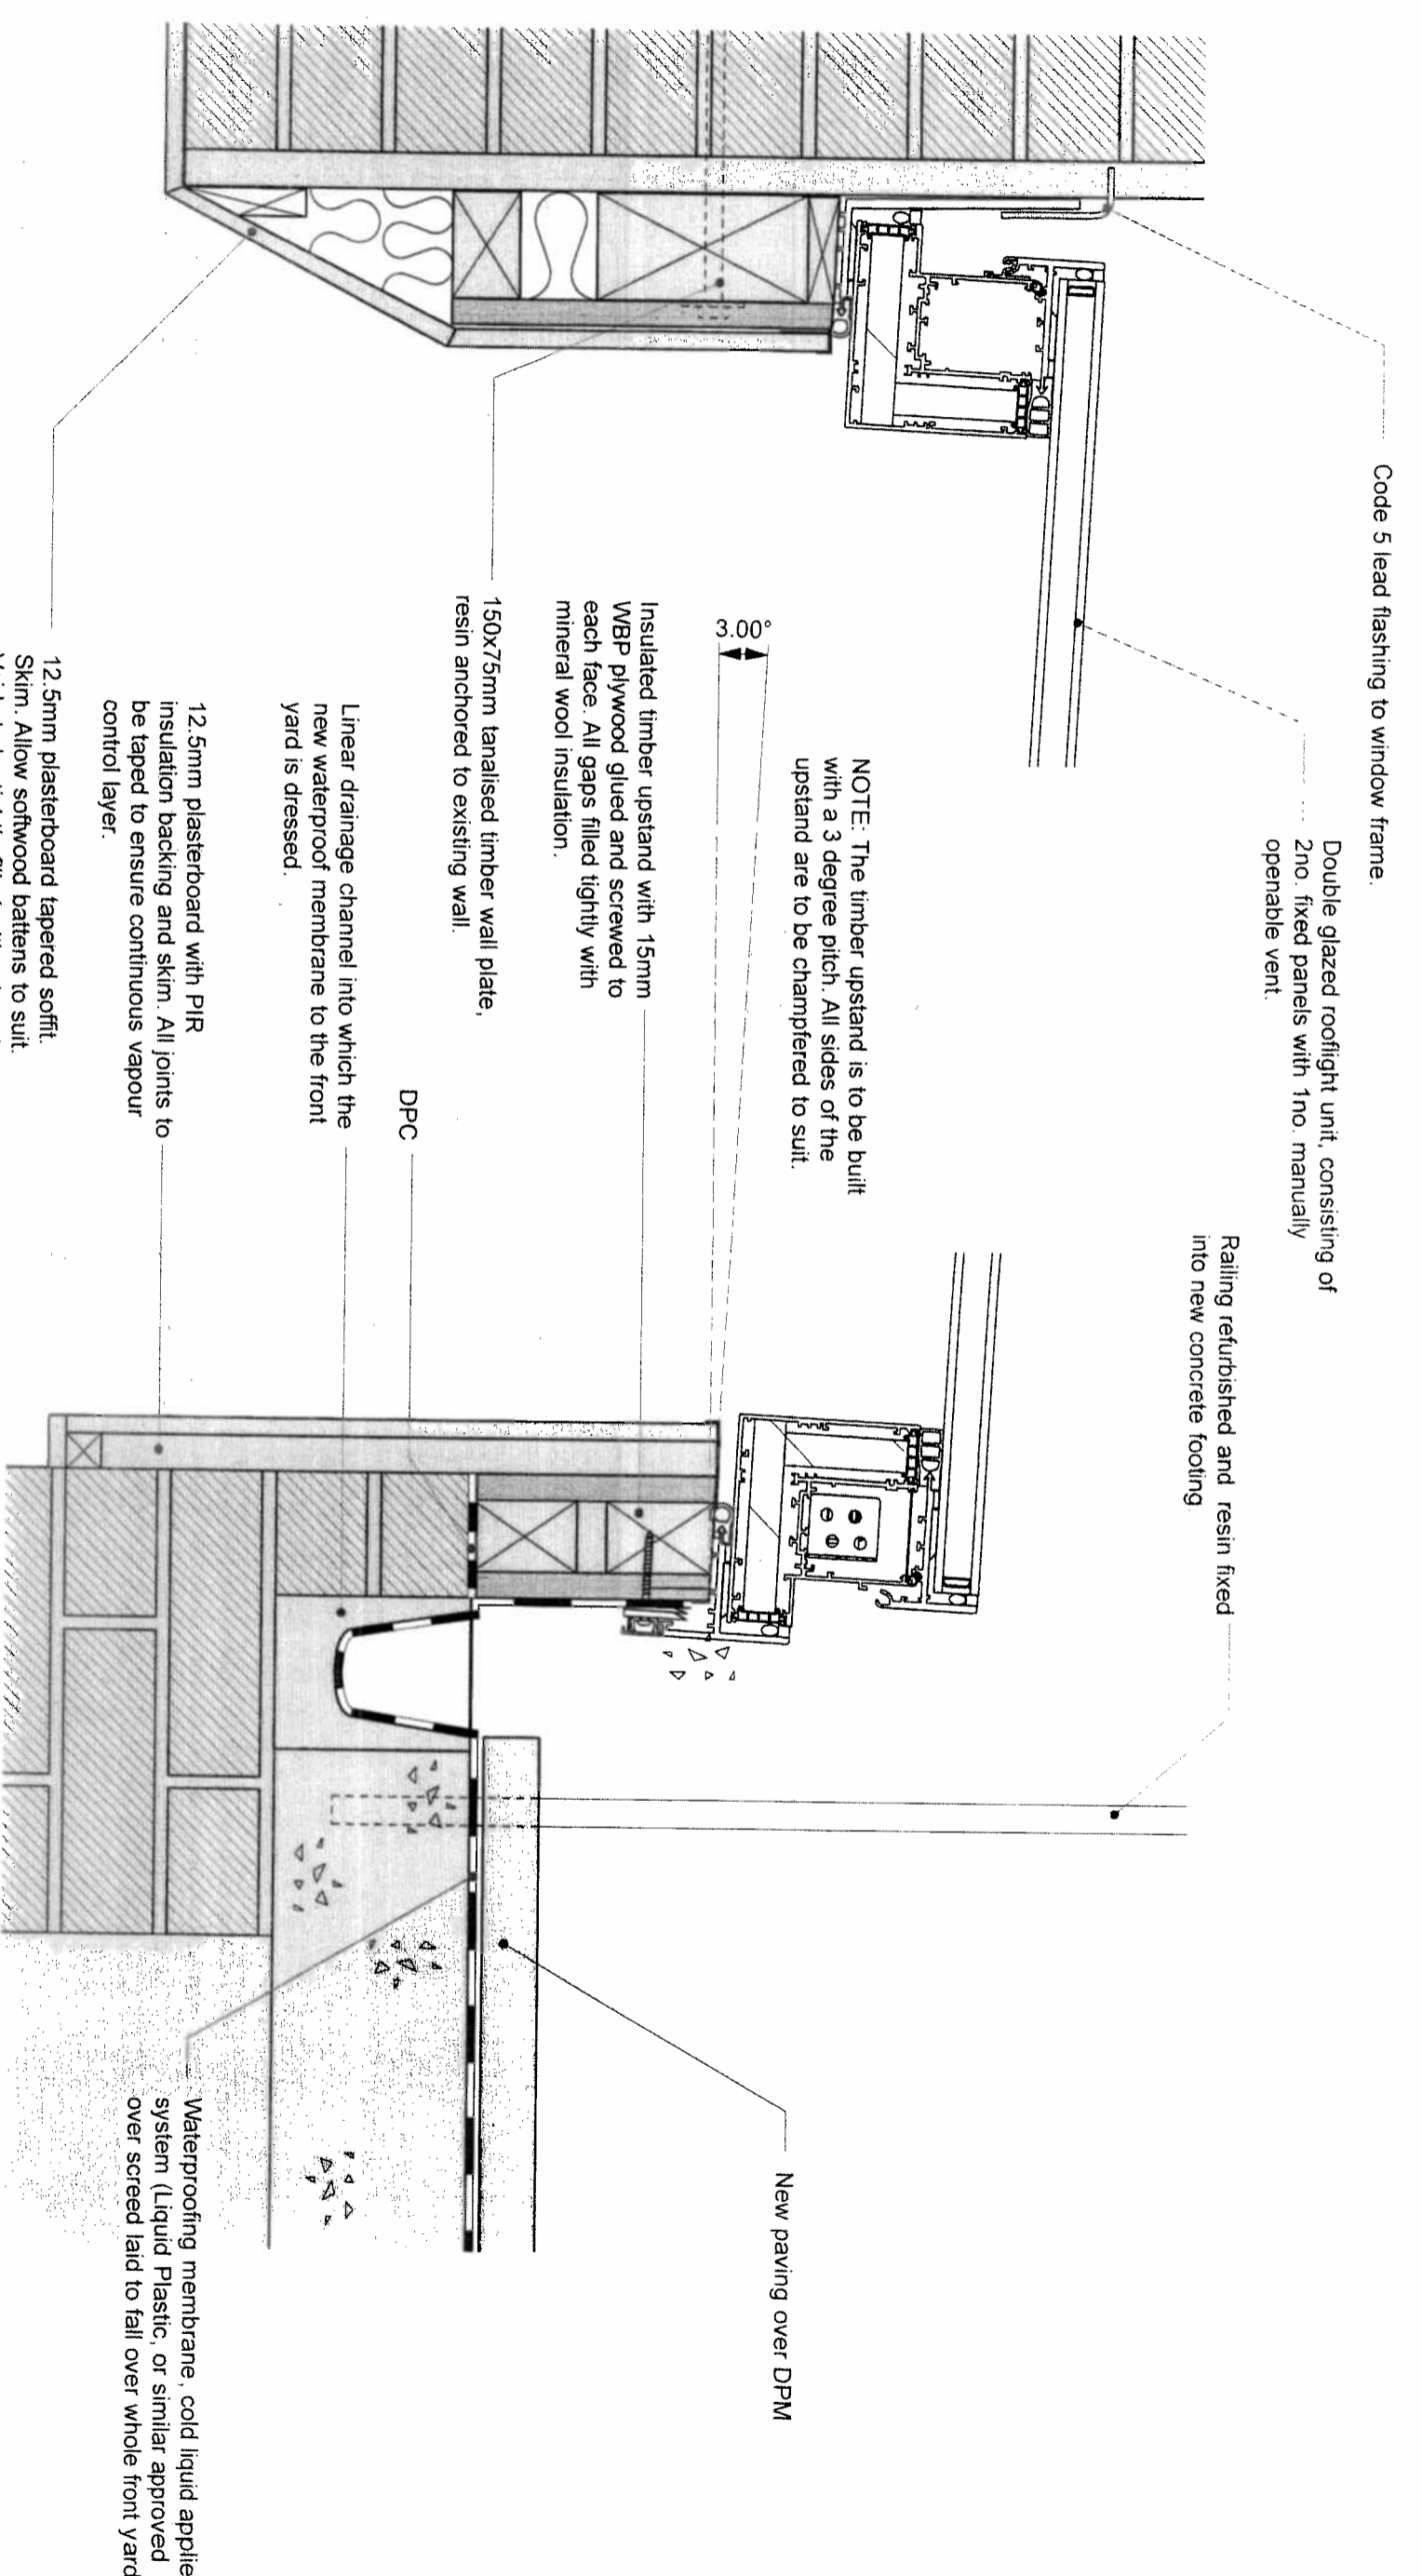 Code 5 lead flashing to window frame.
Double glazed rooflight unit, consisting of
2no. fixed panels with 1no. manually
openable vent.
Railing refurbished and resin fixed
into new concrete footing
NOTE: The timber upstand is to be built
with a 3 degree pitch. All sides of the
upstand are to be champfered to suit.
3.00°
New paving over DPM
Insulated timber upstand with 15mm
WBP plywood glued and screwed to
each face. All gaps filled tightly with
mineral wool insulation.
150x75mm tanalised timber wall plate,
resin anchored to existing wall.
DPC
Linear drainage channel into which the
new waterproof membrane to the front
yard is dressed.
12.5mm plasterboard with PIR
insulation backing and skim. All joints to
be taped to ensure continuous vapour
control layer.
Waterproofing membrane, cold liquid applie
system (Liquid Plastic, or similar approved
over screed laid to fall over whole front yard
12.5mm plasterboard tapered soffit.
Skim. Allow softwood battens to suit.